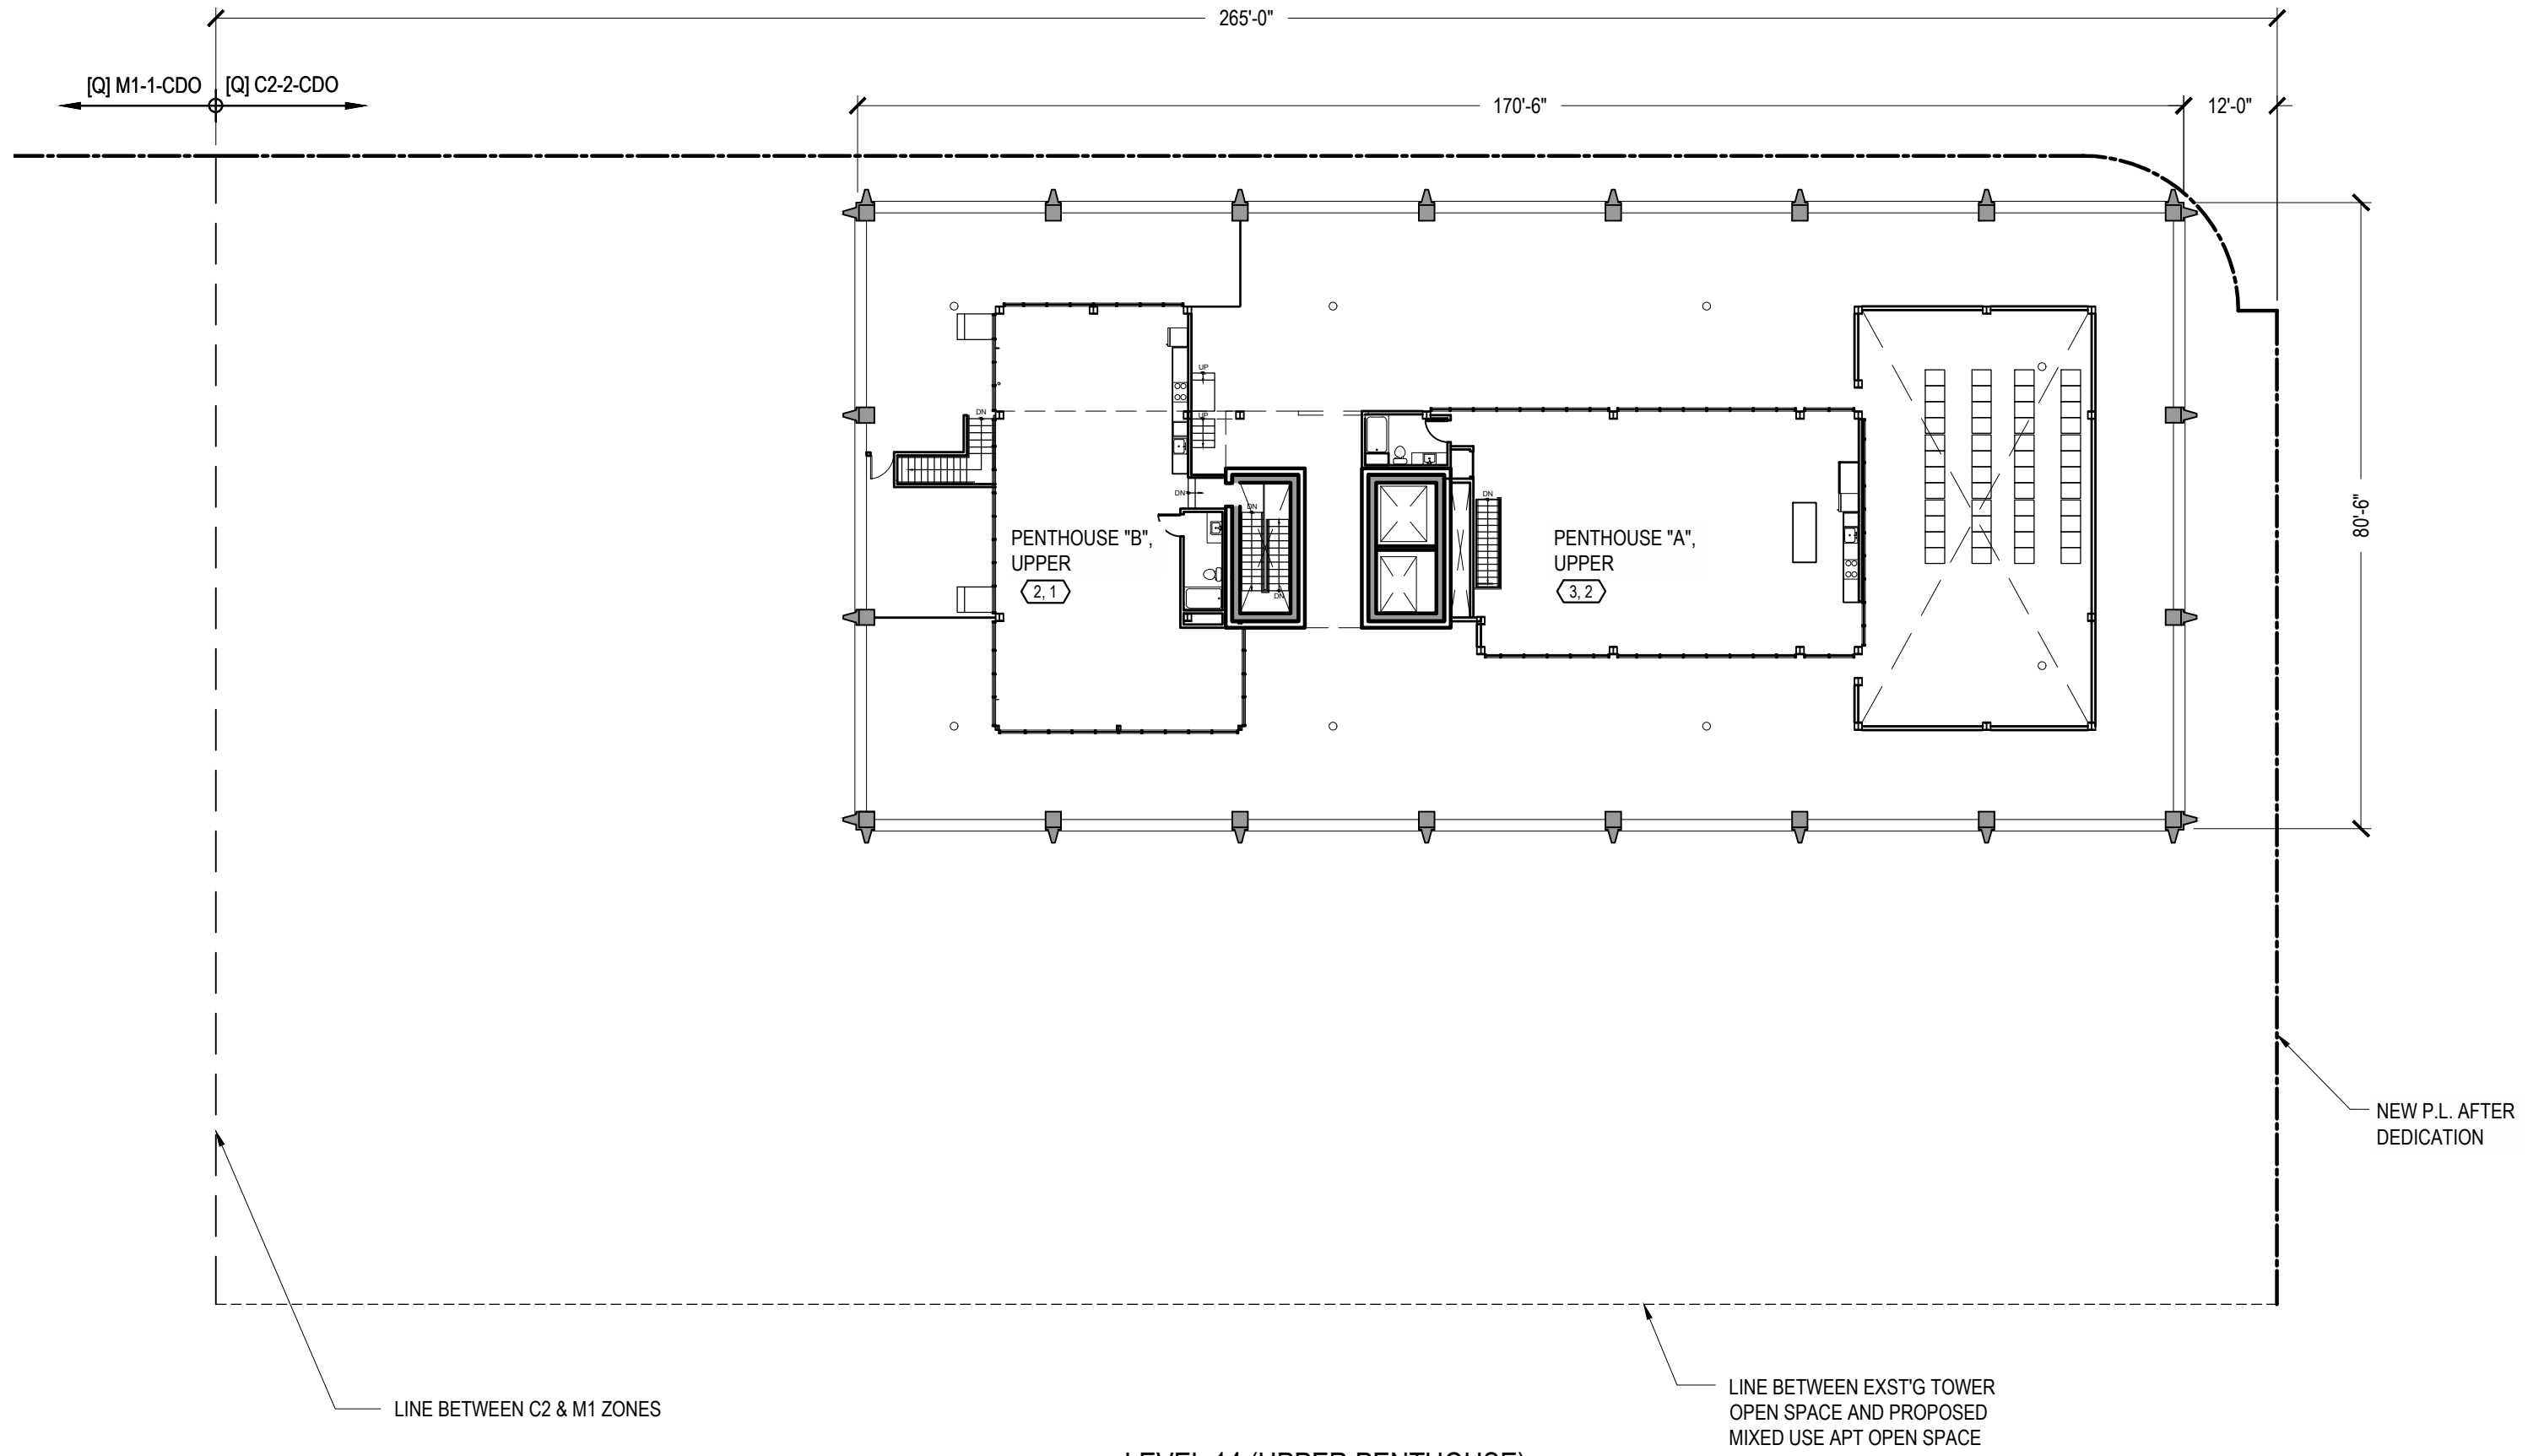 265'-0"
[Q] M1-1-CDO [Q] C2-2-CDO
170'-6"
12'-0"
UP
UP
DN
DN
DN
DN
DN
80'-6"
PENTHOUSE "B",
UPPER
2, 1
PENTHOUSE "A",
UPPER
3, 2
NEW P.L. AFTER
DEDICATION
LINE BETWEEN C2 & M1 ZONES
LINE BETWEEN EXST'G TOWER
OPEN SPACE AND PROPOSED
MIXED USE APT OPEN SPACE
(UPPER PENTHOUSE)